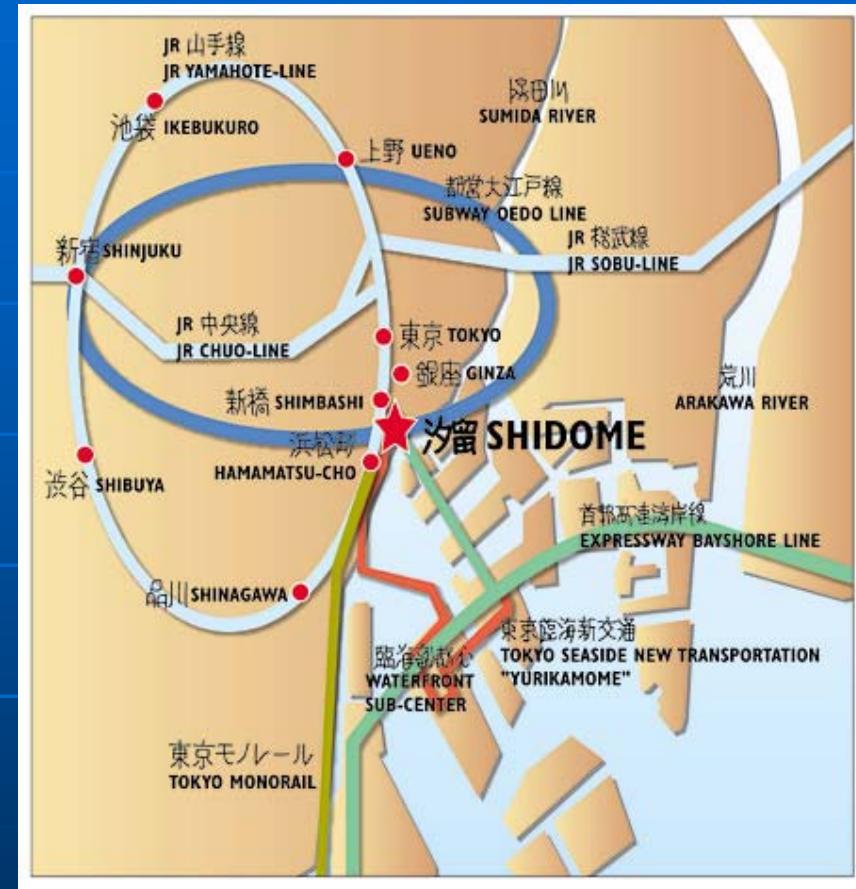 JR 山手線
JR YAMAHOTE-LINE
池袋 IKEBUKURO
上野 UENO
隅田川
SUMIDA RIVER
都営大江戸線
SUBWAY OEDO LINE
新宿 SHINJUKU
JR 総武線
JR SOBU-LINE
JR 中央線
JR CHUO-LINE
東京 TOKYO
銀座 GINZA
新橋 SHIMBASHI
荒川
ARAKAWA RIVER
汐留 SHIDOME
浜松町
HAMAMATSU-CHO
渋谷 SHIBUYA
首都高速湾岸線
EXPRESSWAY BAYSHORE LINE
品川 SHINAGAWA
東京臨海新交通
TOKYO SEASIDE NEW TRANSPORTATION
"YURIKAMOME"
臨海副都心
WATERFRONT
SUB-CENTER
東京モノレール
TOKYO MONORAIL